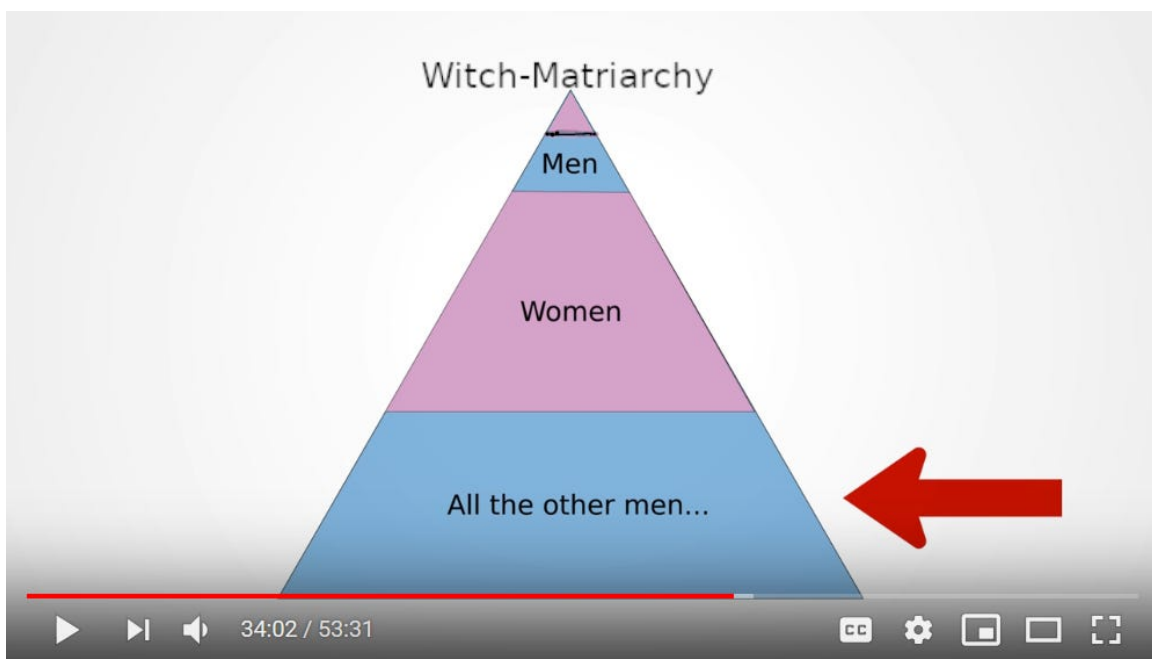 Witch-Matriarchy
Men
Women
All the other men...
34:02 / 53:31
CC